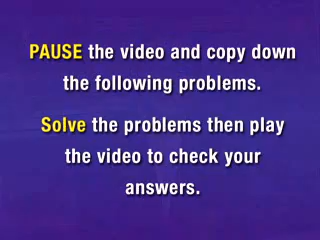 PAUSE the video and copy down
the following problems.
Solve the problems then play
the video to check your
answers.